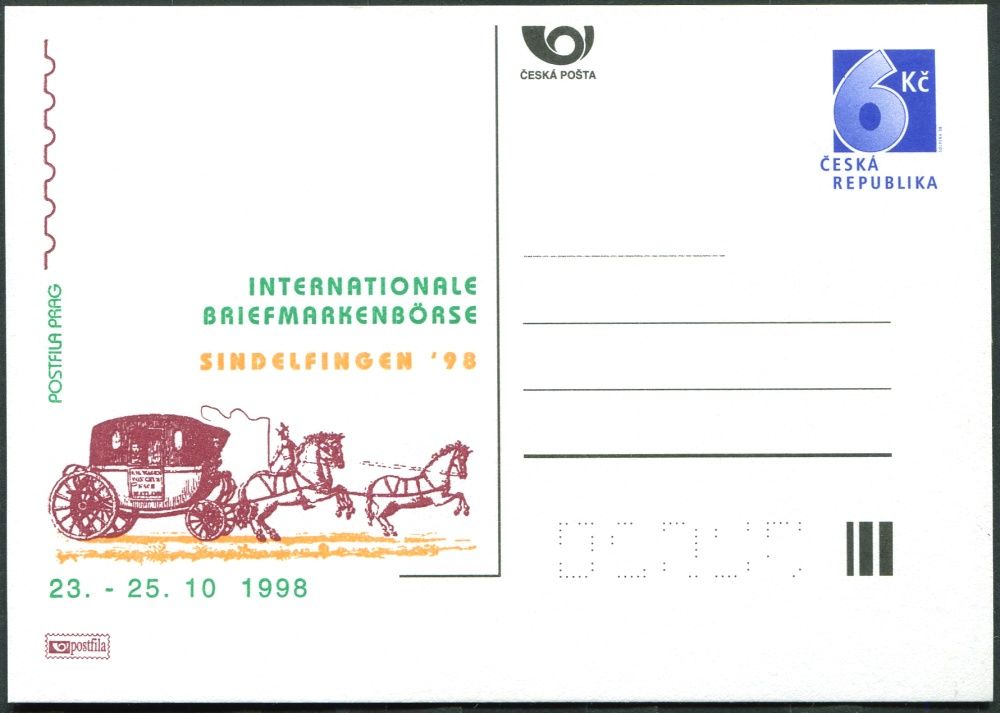 POSTFILA PRAG
INTERNATIONALE
BRIEFMARKENBÖRSE
SINDELFINGEN '98
23. - 25. 10 1998
postfila
ČESKÁ POŠTA
6 Kč
ČESKÁ
REPUBLIKA